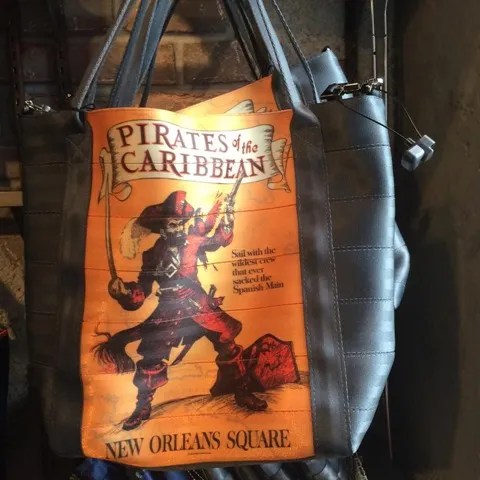 PIRATES of the
CARIBBEAN
Sail with the
wildest crew
that ever
sacked the
Spanish Main
NEW ORLEANS SQUARE